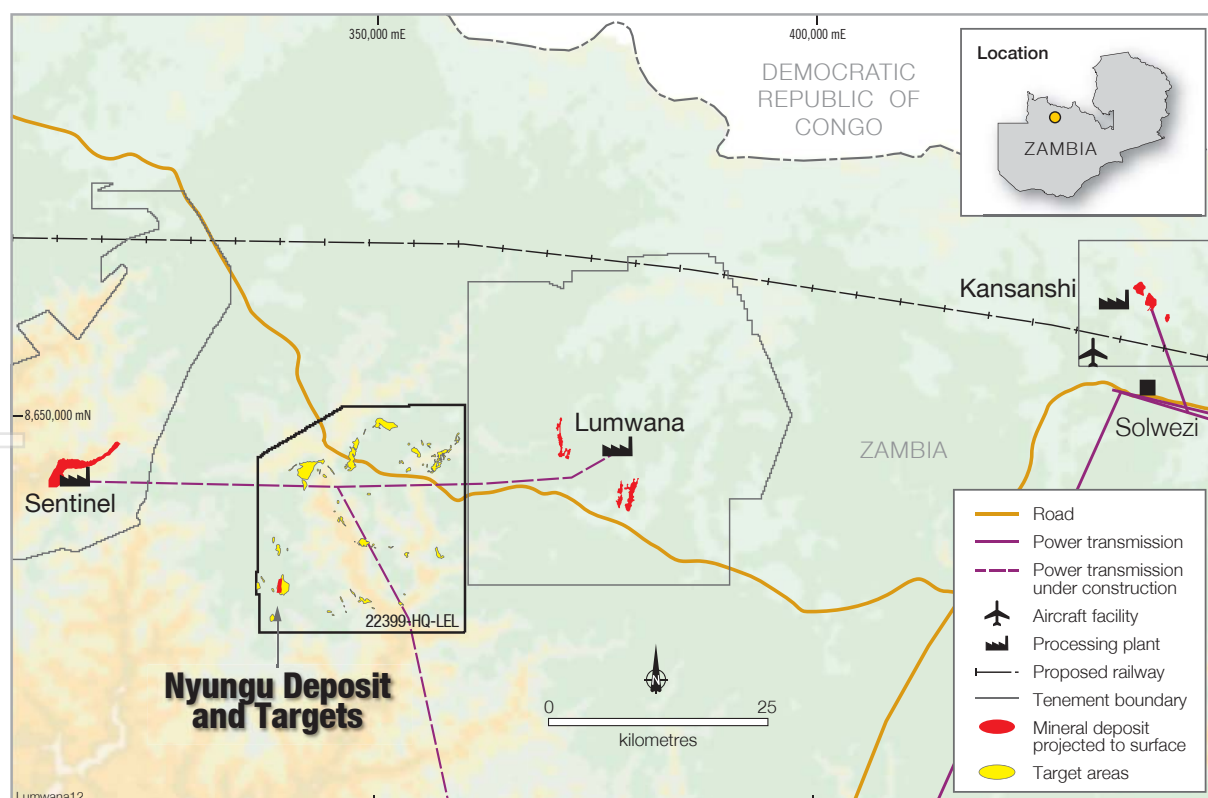 350,000 mE
400,000 mE
Location
ZAMBIA
DEMOCRATIC
REPUBLIC OF
CONGO
Kansanshi
8,650,000 mN
Lumwana
Solwezi
ZAMBIA
Sentinel
22399-HQ-LEL
Nyungu Deposit
and Targets
N
0
25
kilometres
Road
Power transmission
Power transmission
under construction
Aircraft facility
Processing plant
Proposed railway
Tenement boundary
Mineral deposit
projected to surface
Target areas
Lumwana12